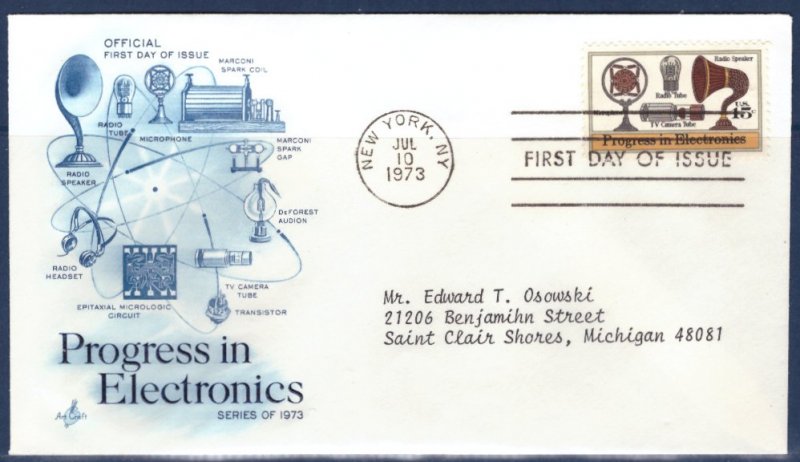 OFFICIAL
FIRST DAY OF ISSUE
MARCONI
SPARK COIL
RADIO
TUBE
MICROPHONE
MARCONI
SPARK
GAP
RADIO
SPEAKER
DeFOREST
AUDION
RADIO
HEADSET
TV CAMERA
TUBE
EPITAXIAL MICROLOGIC
CIRCUIT
TRANSISTOR
Progress in
Electronics
SERIES OF 1973
Art Craft
NEW YORK, NY
JUL
10
1973
Radio Speaker
Radio Tube
U.S.
15c
TV Camera Tube
Progress in Electronics
FIRST DAY OF ISSUE
Mr. Edward T. Osowski
21206 Benjamihn Street
Saint Clair Shores, Michigan 48081